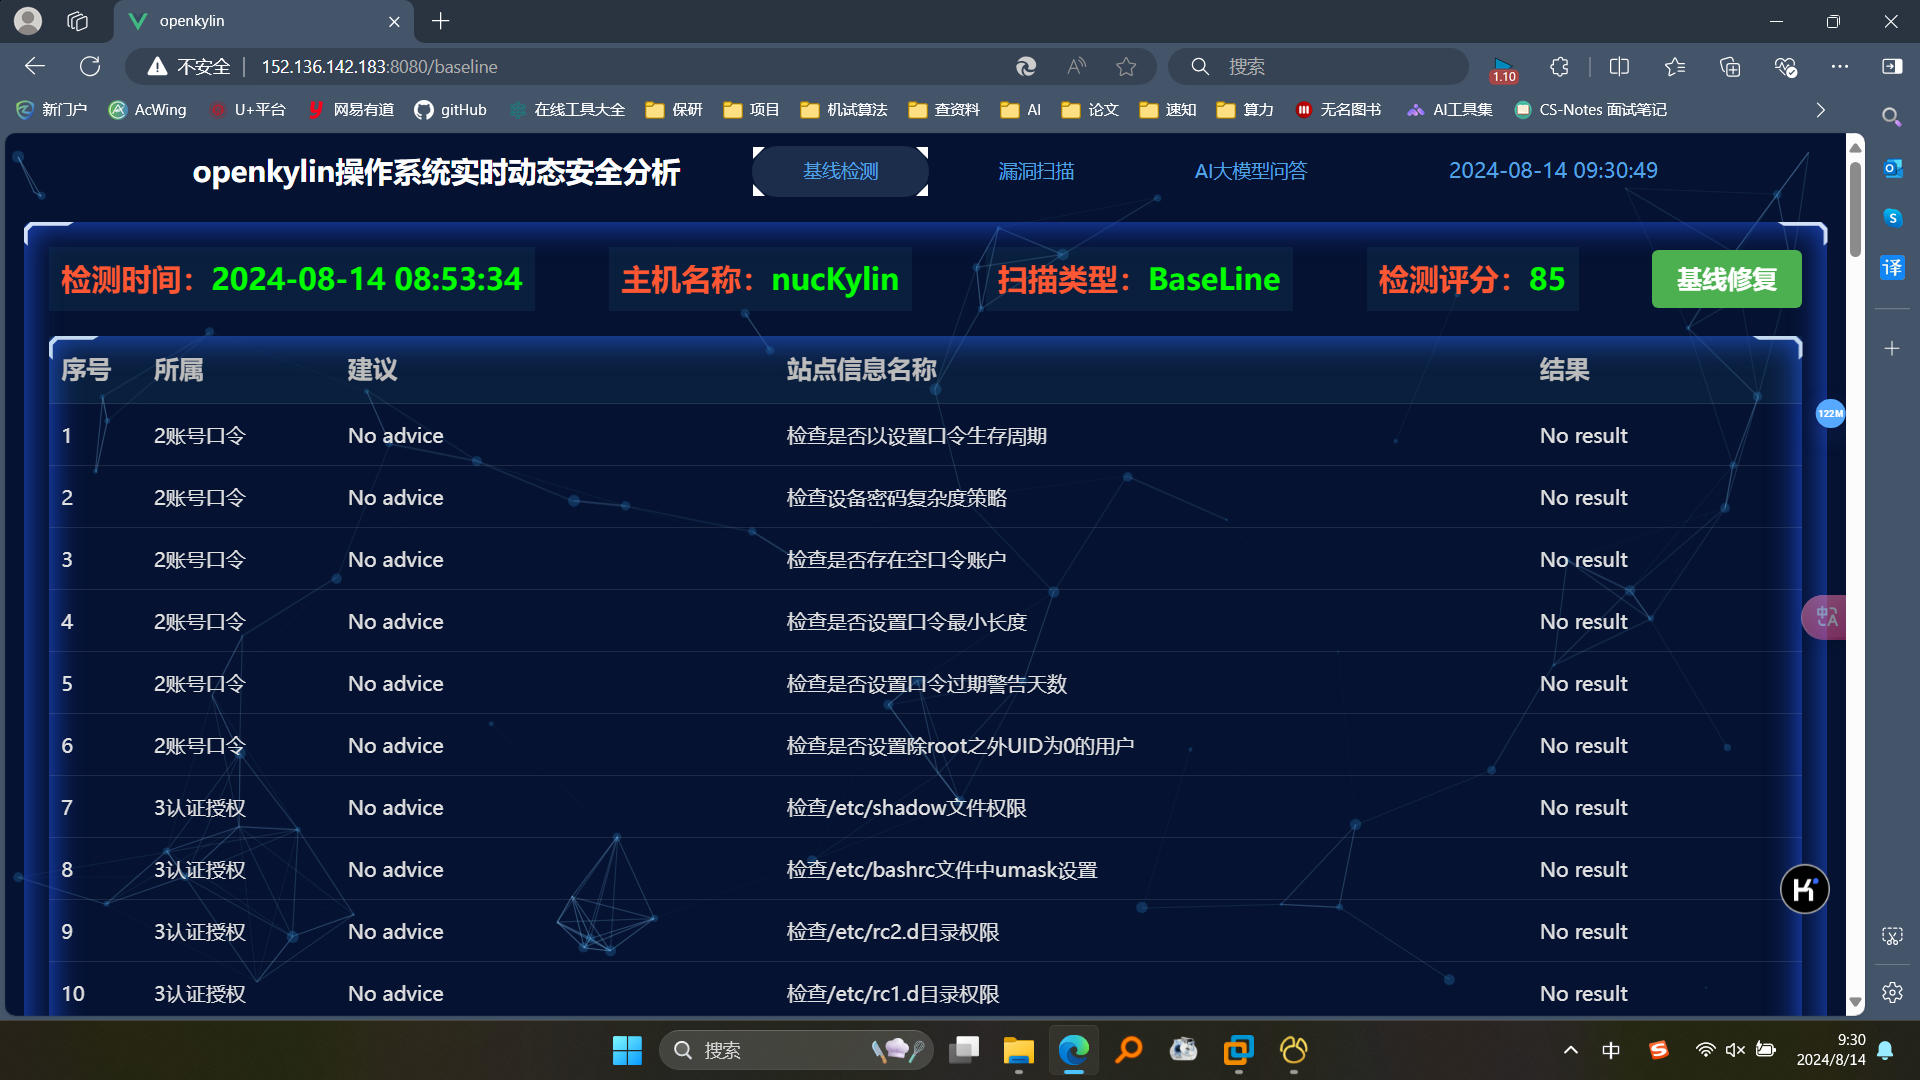 openkylin
不安全 152.136.142.183:8080/baseline 搜索 1.10
新门户 AcWing U+平台 网易有道 gitHub 在线工具大全 保研 项目 机试算法 查资料 AI 论文 速知 算力 无名图书 AI工具集 CS-Notes 面试笔记
openkylin操作系统实时动态安全分析 基线检测 漏洞扫描 AI大模型问答 2024-08-14 09:30:49
检测时间：2024-08-14 08:53:34 主机名称：nucKylin 扫描类型：BaseLine 检测评分：85 基线修复
序号 所属 建议 站点信息名称 结果
1 2账号口令 No advice 检查是否以设置口令生存周期 No result
2 2账号口令 No advice 检查设备密码复杂度策略 No result
3 2账号口令 No advice 检查是否存在空口令账户 No result
4 2账号口令 No advice 检查是否设置口令最小长度 No result
5 2账号口令 No advice 检查是否设置口令过期警告天数 No result
6 2账号口令 No advice 检查是否设置除root之外UID为0的用户 No result
7 3认证授权 No advice 检查/etc/shadow文件权限 No result
8 3认证授权 No advice 检查/etc/bashrc文件中umask设置 No result
9 3认证授权 No advice 检查/etc/rc2.d目录权限 No result
10 3认证授权 No advice 检查/etc/rc1.d目录权限 No result
122M
译
搜索 中 9:30
2024/8/14